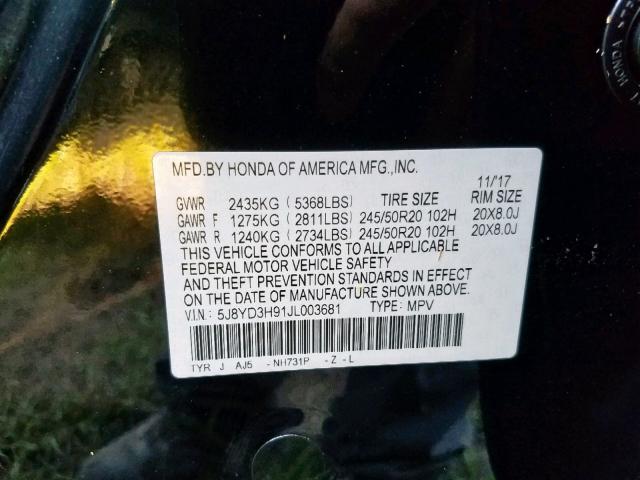 HONDA
MFD.BY HONDA OF AMERICA MFG.,INC.
11/17
GVWR 2435KG ( 5368LBS) TIRE SIZE RIM SIZE
GAWR F 1275KG ( 2811LBS) 245/50R20 102H 20X8.0J
GAWR R 1240KG ( 2734LBS) 245/50R20 102H 20X8.0J
THIS VEHICLE CONFORMS TO ALL APPLICABLE
FEDERAL MOTOR VEHICLE SAFETY
AND THEFT PREVENTION STANDARDS IN EFFECT
ON THE DATE OF MANUFACTURE SHOWN ABOVE.
V.I.N.: 5J8YD3H91JL003681 TYPE: MPV
TYR J AJ5 -NH731P -Z-L